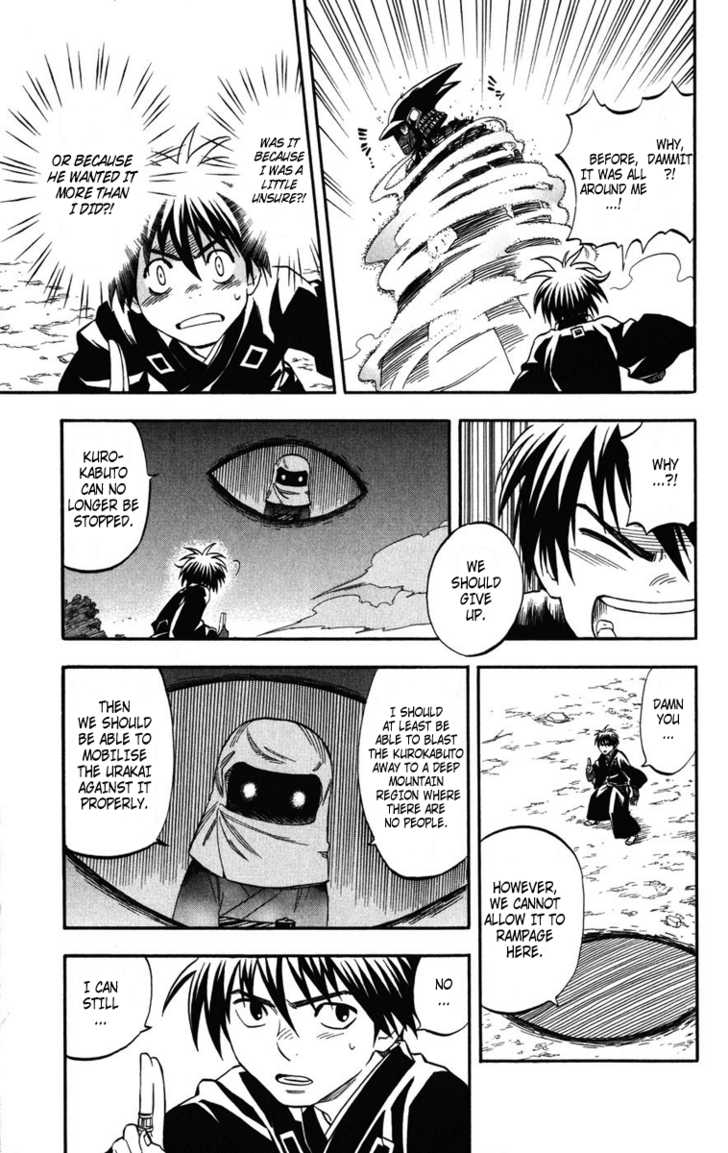 WHY,
DAMMIT
?!
BEFORE,
IT WAS ALL
AROUND ME
...!
WAS IT
BECAUSE
I WAS A
LITTLE
UNSURE?!
OR BECAUSE
HE WANTED IT
MORE THAN
I DID?!
WHY
...?!
WE
SHOULD
GIVE
UP.
KURO-
KABUTO
CAN NO
LONGER BE
STOPPED.
DAMN
YOU
...
HOWEVER,
WE CANNOT
ALLOW IT TO
RAMPAGE
HERE.
I SHOULD
AT LEAST BE
ABLE TO BLAST
THE KUROKABUTO
AWAY TO A DEEP
MOUNTAIN
REGION WHERE
THERE ARE
NO PEOPLE.
THEN
WE SHOULD
BE ABLE TO
MOBILISE
THE URAKAI
AGAINST IT
PROPERLY.
NO
...
I CAN
STILL
...